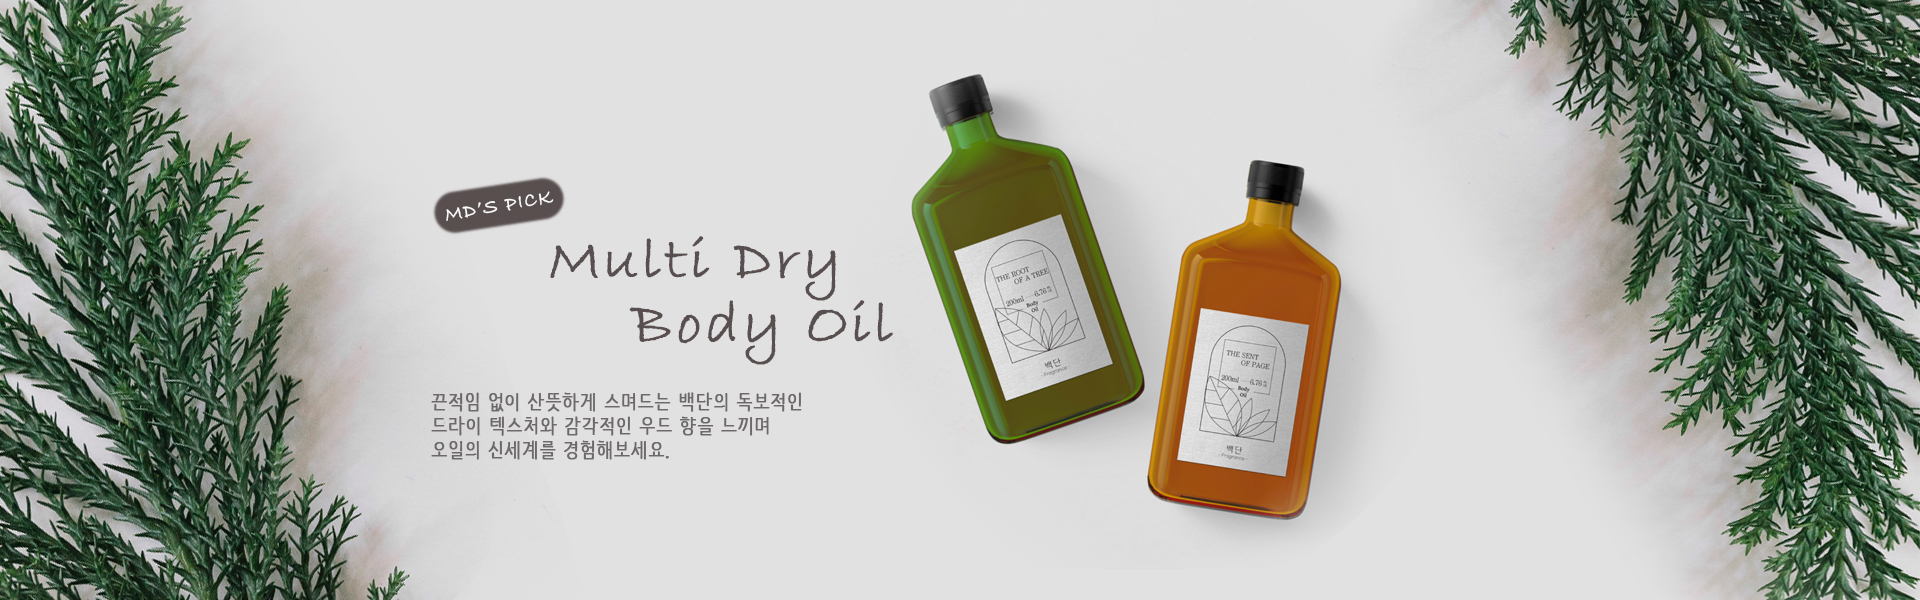 MD'S PICK
Multi Dry
Body Oil
끈적임 없이 산뜻하게 스며드는 백단의 독보적인
드라이 텍스처와 감각적인 우드 향을 느끼며
오일의 신세계를 경험해보세요.
THE ROOT
OF A TREE
200ml — 6.76 fl
Body
Oil
백단
- Fragrance -
THE SENT
OF PAGE
200ml — 6.76 fl
Body
Oil
백단
- Fragrance -